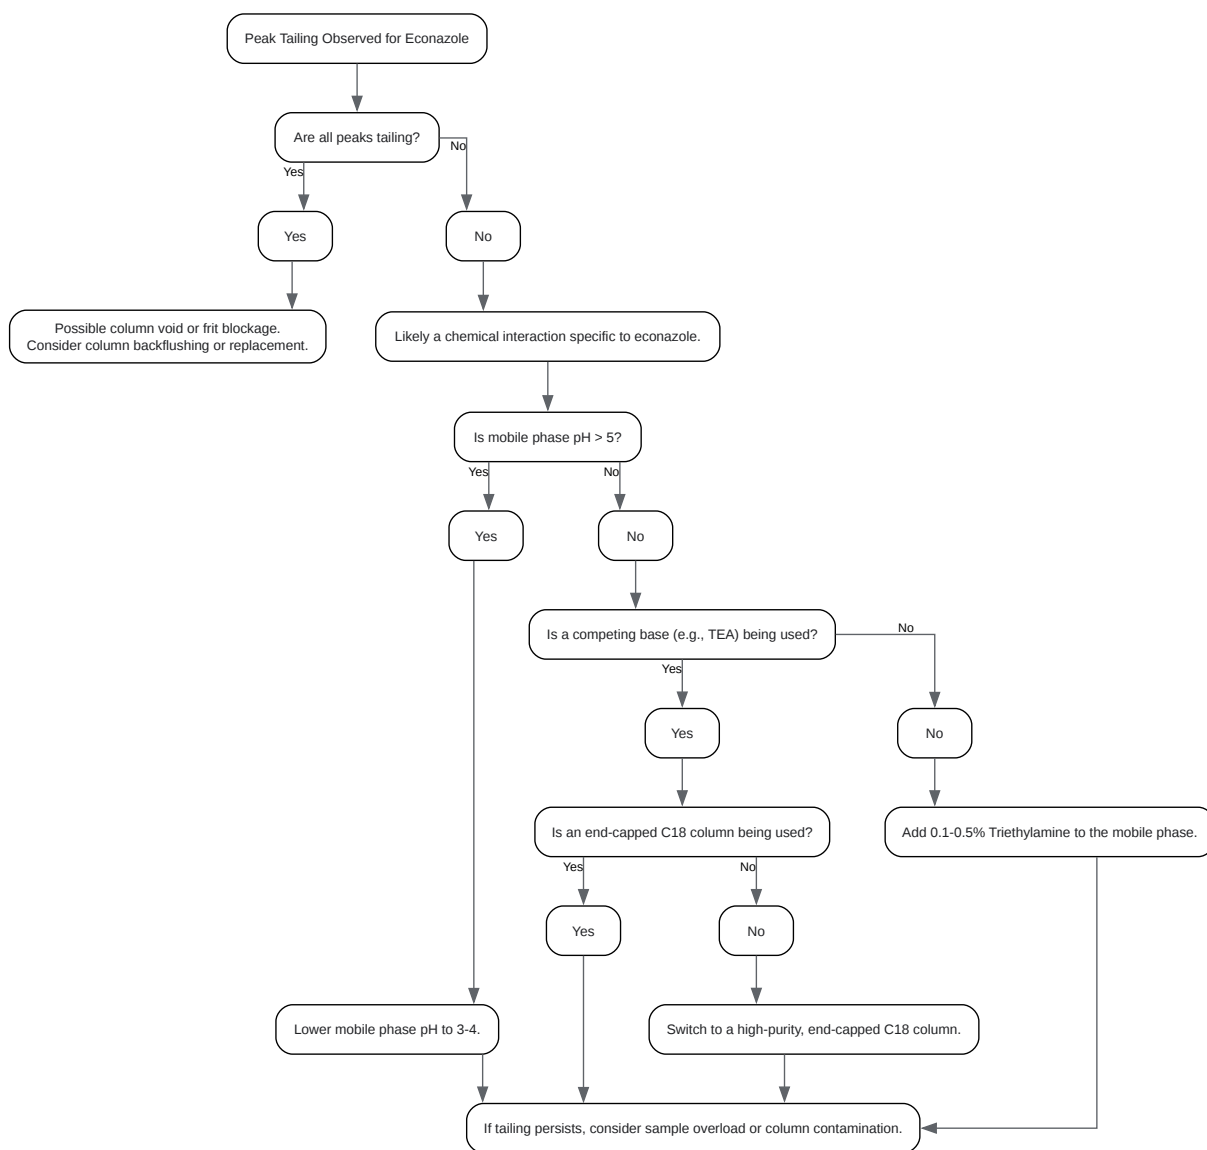 Peak Tailing Observed for Econazole
Are all peaks tailing?
No
Yes
Yes
No
Possible column void or frit blockage.
Consider column backflushing or replacement.
Likely a chemical interaction specific to econazole.
Is mobile phase pH > 5?
Yes
No
Yes
No
Is a competing base (e.g., TEA) being used?
No
Yes
Yes
No
Is an end-capped C18 column being used?
Add 0.1-0.5% Triethylamine to the mobile phase.
Yes
No
Yes
No
Lower mobile phase pH to 3-4.
Switch to a high-purity, end-capped C18 column.
If tailing persists, consider sample overload or column contamination.